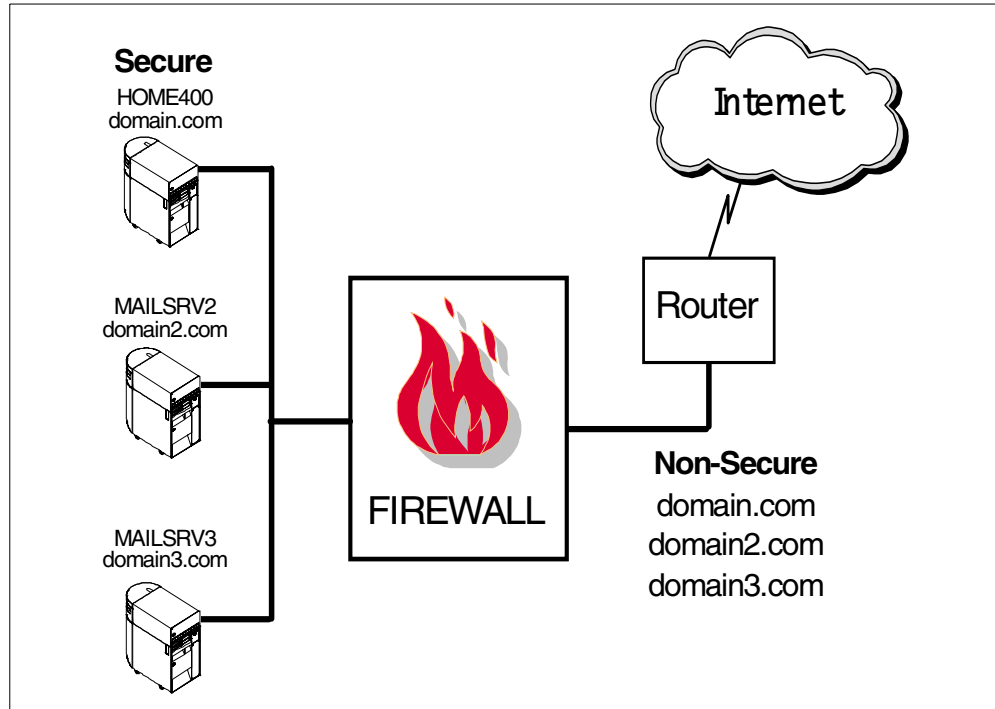 Secure
HOME400
domain.com
Internet
MAILSRV2
domain2.com
Router
FIREWALL
Non-Secure
domain.com
domain2.com
domain3.com
MAILSRV3
domain3.com